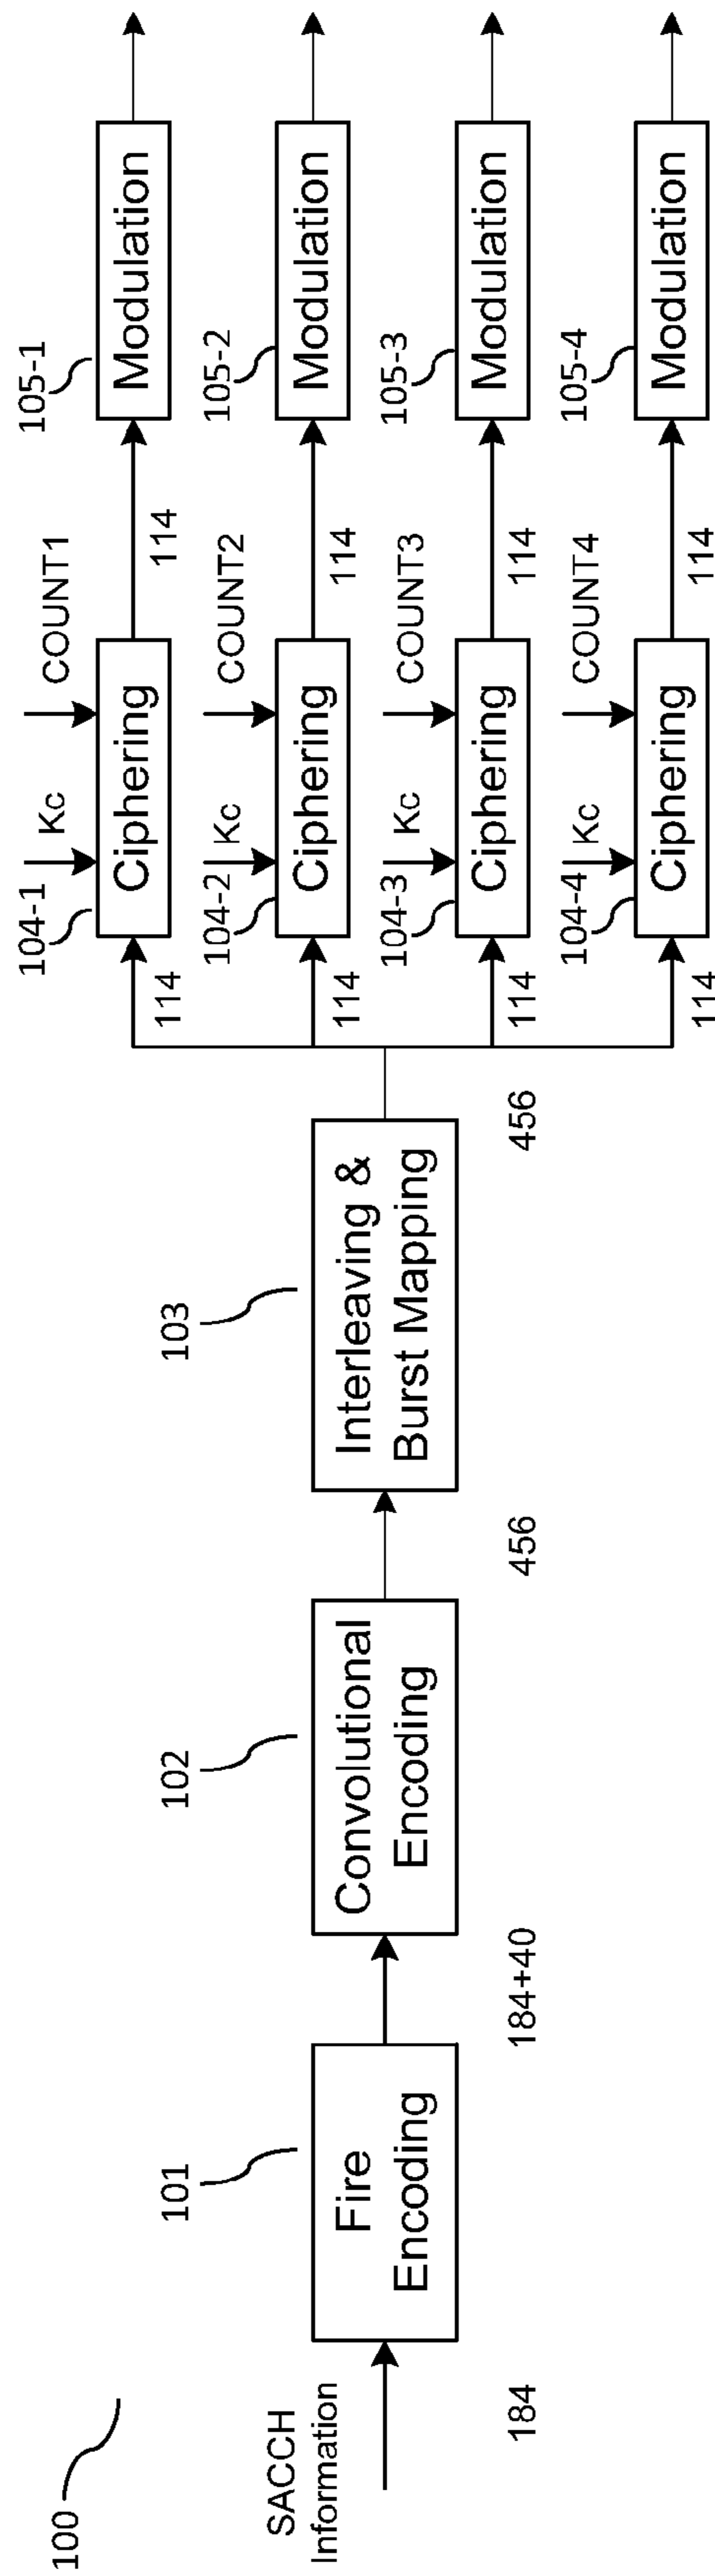 100
SACCH
Information
184
101
Fire
Encoding
184+40
102
Convolutional
Encoding
456
103
Interleaving &
Burst Mapping
456
114
104-1
Kc
COUNT1
Ciphering
114
105-1
Modulation
114
104-2
Kc
COUNT2
Ciphering
114
105-2
Modulation
114
104-3
Kc
COUNT3
Ciphering
114
105-3
Modulation
114
104-4
Kc
COUNT4
Ciphering
114
105-4
Modulation